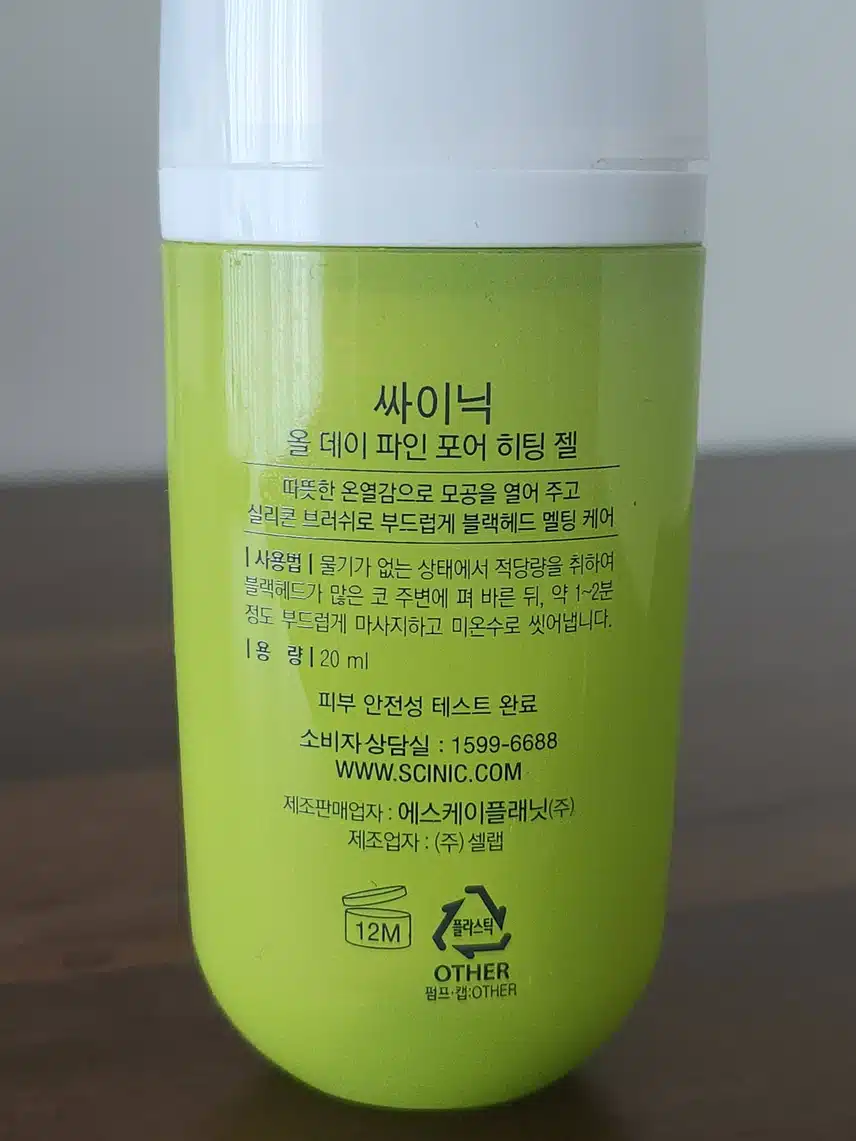 싸이닉
올 데이 파인 포어 히팅 젤
따뜻한 온열감으로 모공을 열어 주고
실리콘 브러쉬로 부드럽게 블랙헤드 멜팅 케어
|사용법| 물기가 없는 상태에서 적당량을 취하여
블랙헤드가 많은 코 주변에 펴 바른 뒤, 약 1~2분
정도 부드럽게 마사지하고 미온수로 씻어냅니다.
|용 량| 20 ml
피부 안전성 테스트 완료
소비자상담실 : 1599-6688
WWW.SCINIC.COM
제조판매업자 : 에스케이플래닛(주)
제조업자 : (주) 셀랩
12M
플라스틱
OTHER
펌프·캡:OTHER